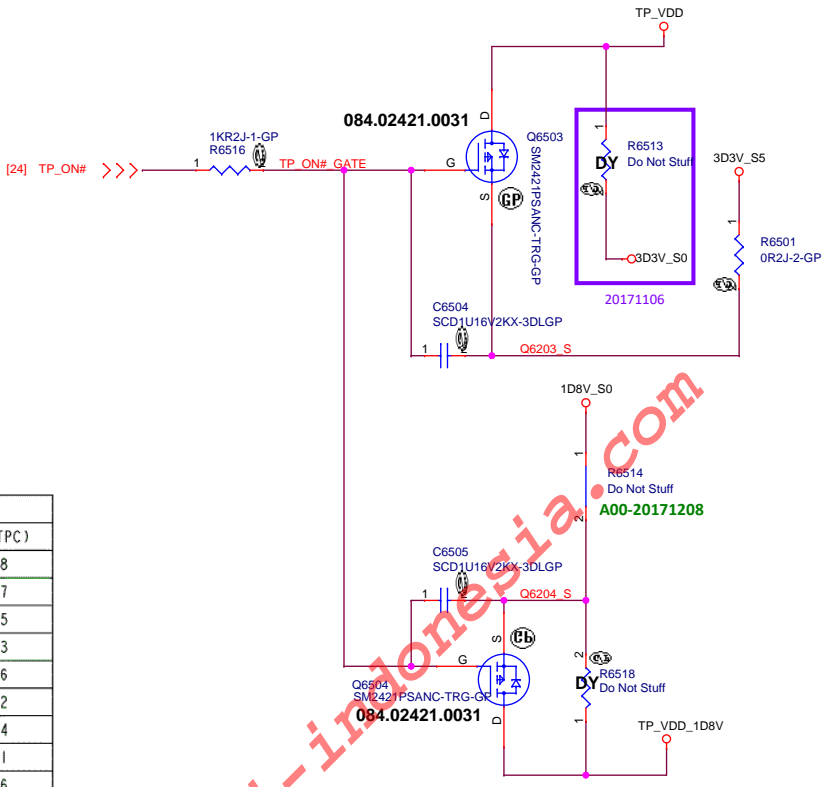 TP_VDD
084.02421.0031
D
Q6503
1KR2J-1-GP
R6516
[24] TP_ON#
1
TP_ON#_GATE
G
SM2421PSANC-TRG-GP
S
GP
1
R6513
DY
Do Not Stuff
2
3D3V_S0
20171106
3D3V_S5
1
R6501
0R2J-2-GP
C6504
SCD1U16V2KX-3DLGP
1
Q6203_S
1D8V_S0
1
R6514
Do Not Stuff
2
A00-20171208
C6505
SCD1U16V2KX-3DLGP
1
Q6204_S
S
G
Q6504
SM2421PSANC-TRG-GP
084.02421.0031
D
2
R6518
DY
Do Not Stuff
1
TP_VDD_1D8V
TPC)
8
7
5
3
6
2
4
1
6
-indonesia.com